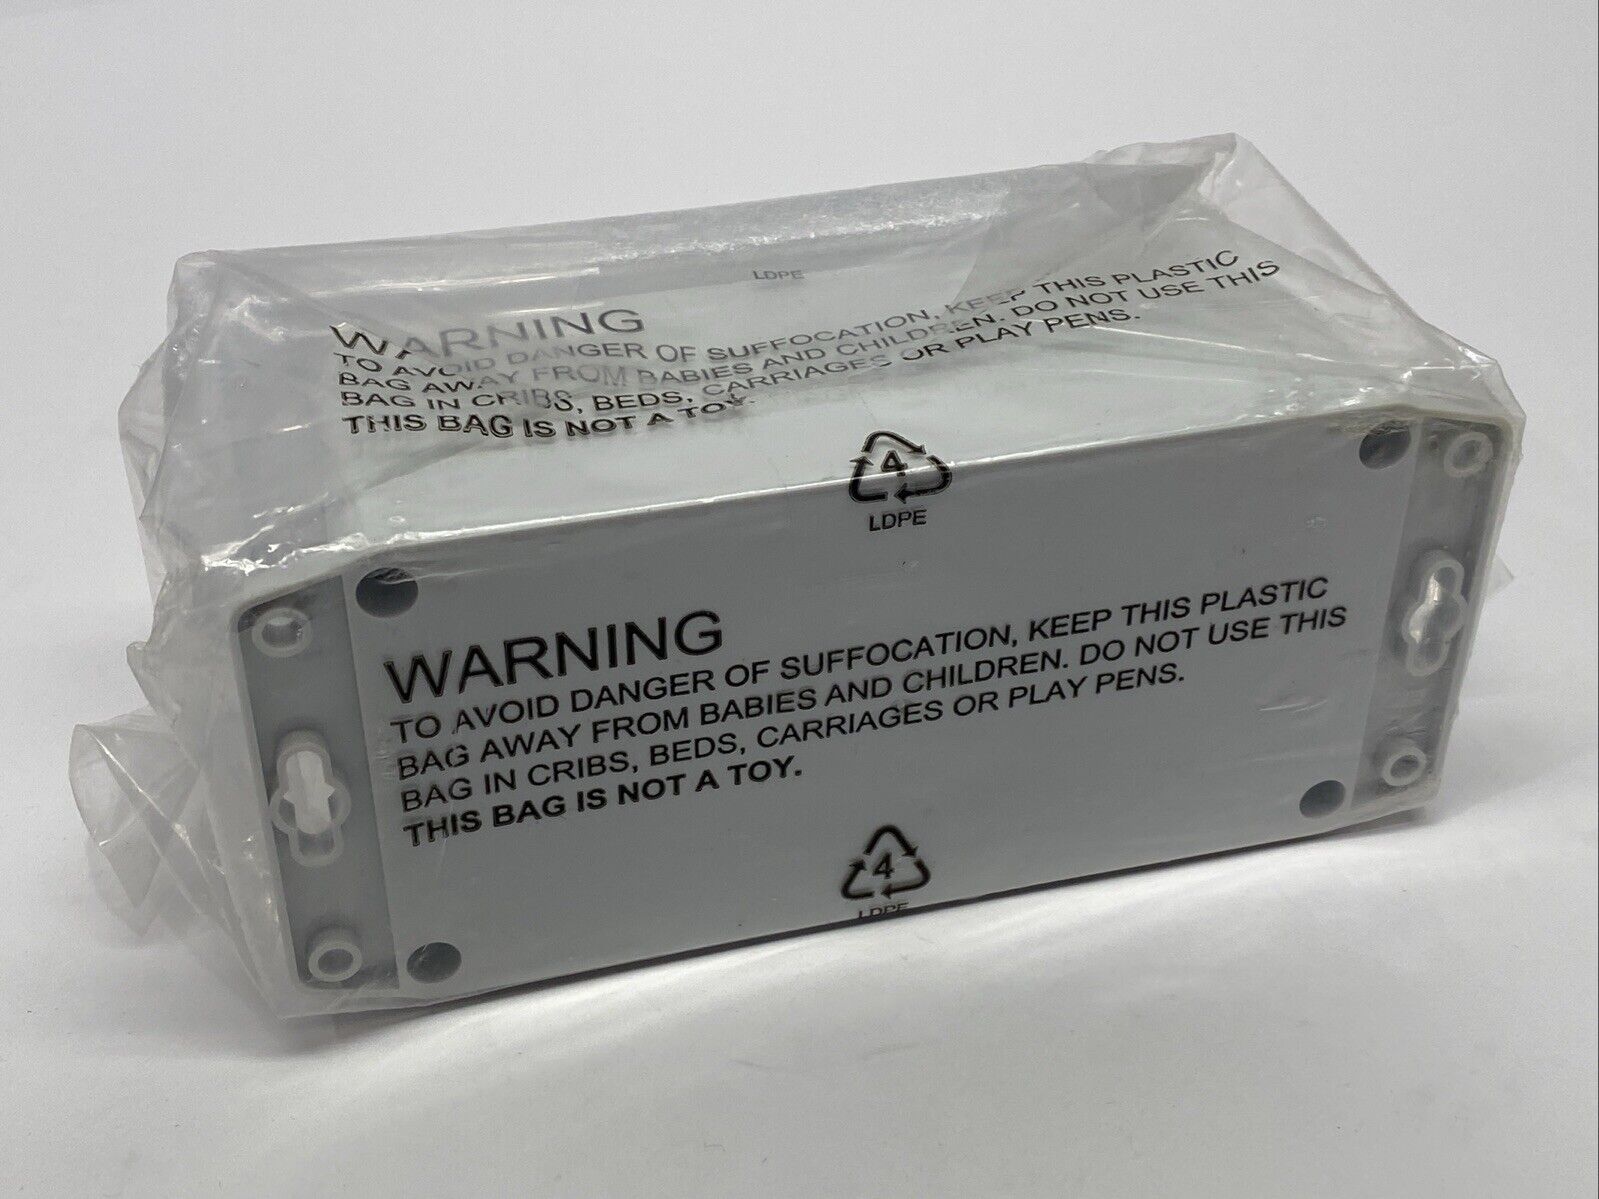 LDPE
WARNING
TO AVOID DANGER OF SUFFOCATION, KEEP THIS PLASTIC
BAG AWAY FROM BABIES AND CHILDREN. DO NOT USE THIS
BAG IN CRIBS, BEDS, CARRIAGES OR PLAY PENS.
THIS BAG IS NOT A TOY.
4
LDPE
WARNING
TO AVOID DANGER OF SUFFOCATION, KEEP THIS PLASTIC
BAG AWAY FROM BABIES AND CHILDREN. DO NOT USE THIS
BAG IN CRIBS, BEDS, CARRIAGES OR PLAY PENS.
THIS BAG IS NOT A TOY.
4
LDPE